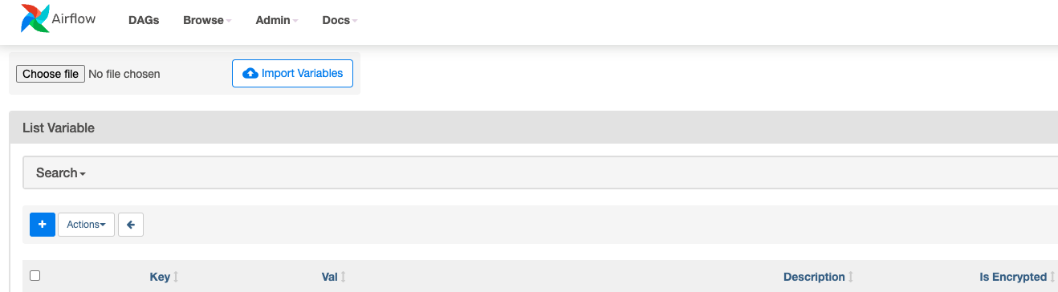 Airflow DAGs Browse Admin Docs
Choose file No file chosen Import Variables
List Variable
Search
+ Actions
Key Val Description Is Encrypted